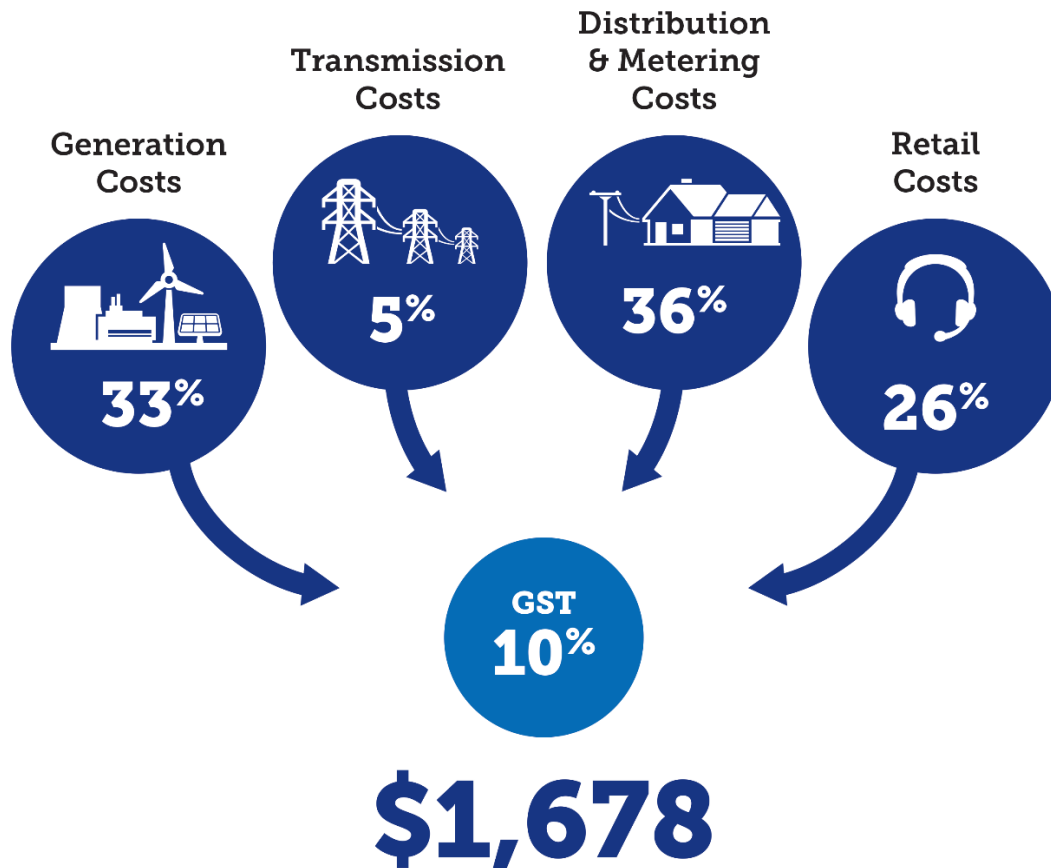 Generation
Costs
33%
Transmission
Costs
5%
Distribution
& Metering
Costs
36%
Retail
Costs
26%
GST
10%
$1,678